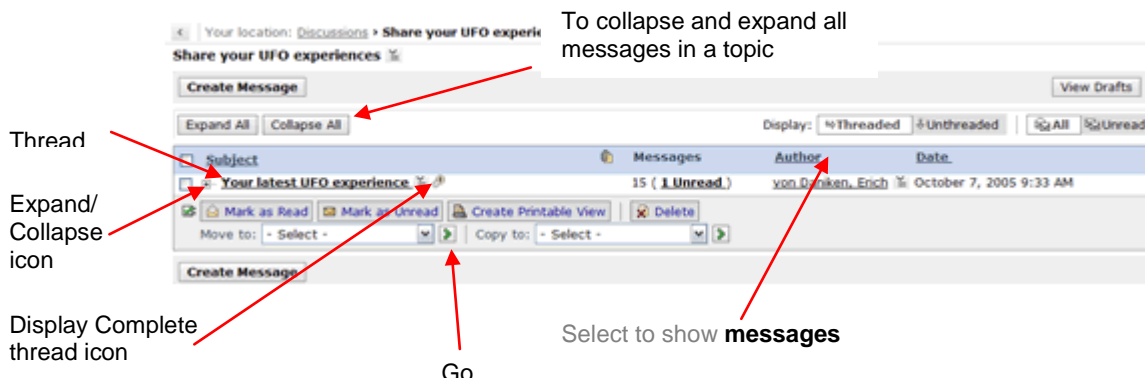 To collapse and expand all
messages in a topic
Your location: Discussions › Share your UFO experie
Share your UFO experiences
Create Message
View Drafts
Expand All Collapse All
Display: Threaded Unthreaded All Unread
Thread
Subject Messages Author Date
Your latest UFO experience 15 ( 1 Unread ) von Daniken, Erich October 7, 2005 9:33 AM
Expand/
Collapse
icon
Mark as Read Mark as Unread Create Printable View Delete
Move to: - Select - Copy to: - Select -
Create Message
Display Complete
thread icon
Select to show messages
Go